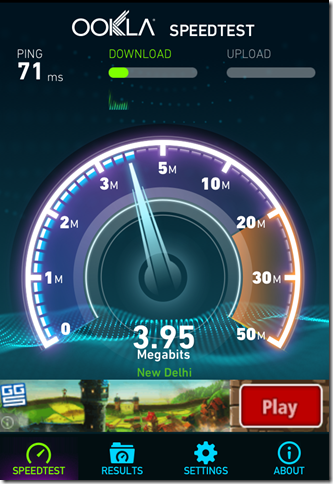 OOKLA® SPEEDTEST
PING DOWNLOAD UPLOAD
71 ms
5M
3M 10M
2M 20M
1M 30M
0 50M
3.95
Megabits
New Delhi
GGS
Play
SPEEDTEST RESULTS SETTINGS ABOUT